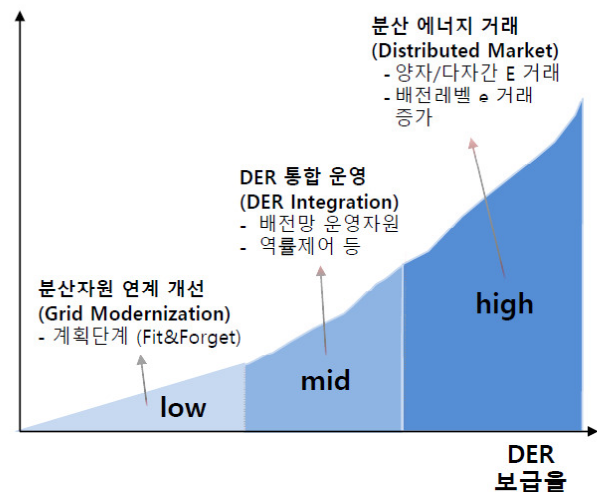 분산 에너지 거래
(Distributed Market)
- 양자/다자간 E 거래
- 배전레벨 e 거래
증가
DER 통합 운영
(DER Integration)
- 배전망 운영자원
- 역률제어 등
분산자원 연계 개선
(Grid Modernization)
- 계획단계 (Fit&Forget)
low
mid
high
DER
보급율